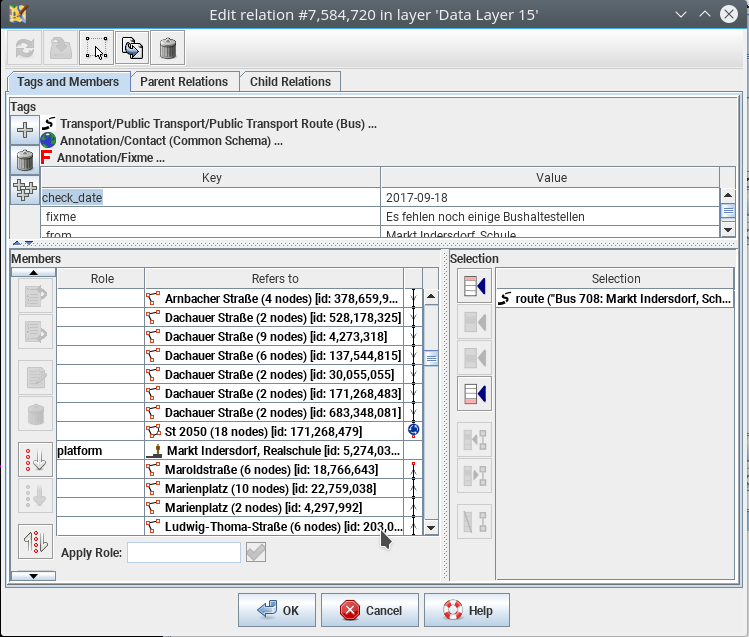 Edit relation #7,584,720 in layer 'Data Layer 15'
Tags and Members
Parent Relations
Child Relations
Tags
Transport/Public Transport/Public Transport Route (Bus) ...
Annotation/Contact (Common Schema) ...
Annotation/Fixme ...
Key Value
check_date 2017-09-18
fixme Es fehlen noch einige Bushaltestellen
from Markt Indersdorf, Schule
Members
Role Refers to
Arnbacher Straße (4 nodes) [id: 378,659,9...
Dachauer Straße (2 nodes) [id: 528,178,325]
Dachauer Straße (9 nodes) [id: 4,273,318]
Dachauer Straße (6 nodes) [id: 137,544,815]
Dachauer Straße (2 nodes) [id: 30,055,055]
Dachauer Straße (2 nodes) [id: 171,268,483]
Dachauer Straße (2 nodes) [id: 683,348,081]
St 2050 (18 nodes) [id: 171,268,479]
platform Markt Indersdorf, Realschule [id: 5,274,03...
Maroldstraße (6 nodes) [id: 18,766,643]
Marienplatz (10 nodes) [id: 22,759,038]
Marienplatz (2 nodes) [id: 4,297,992]
Ludwig-Thoma-Straße (6 nodes) [id: 203,0...
Apply Role:
Selection
Selection
route ("Bus 708: Markt Indersdorf, Sch...
OK
Cancel
Help